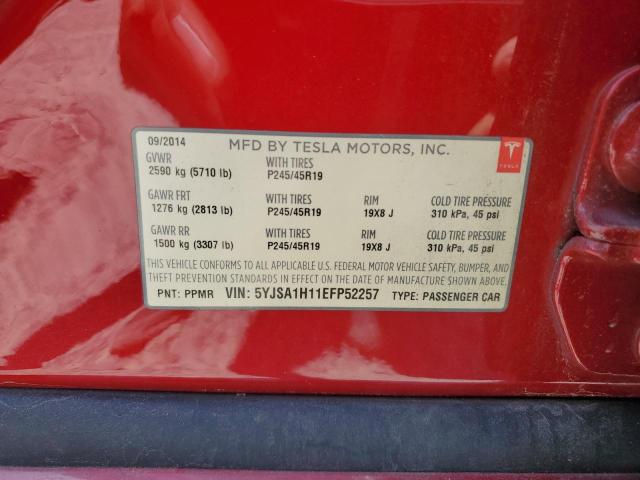 09/2014 MFD BY TESLA MOTORS, INC.
GVWR WITH TIRES
2590 kg (5710 lb) P245/45R19
TESLA
GAWR FRT WITH TIRES RIM COLD TIRE PRESSURE
1276 kg (2813 lb) P245/45R19 19X8 J 310 kPa, 45 psi
GAWR RR WITH TIRES RIM COLD TIRE PRESSURE
1500 kg (3307 lb) P245/45R19 19X8 J 310 kPa, 45 psi
THIS VEHICLE CONFORMS TO ALL APPLICABLE U.S. FEDERAL MOTOR VEHICLE SAFETY, BUMPER, AND
THEFT PREVENTION STANDARDS IN EFFECT ON THE DATE OF MANUFACTURE SHOWN ABOVE.
PNT: PPMR VIN: 5YJSA1H11EFP52257 TYPE: PASSENGER CAR